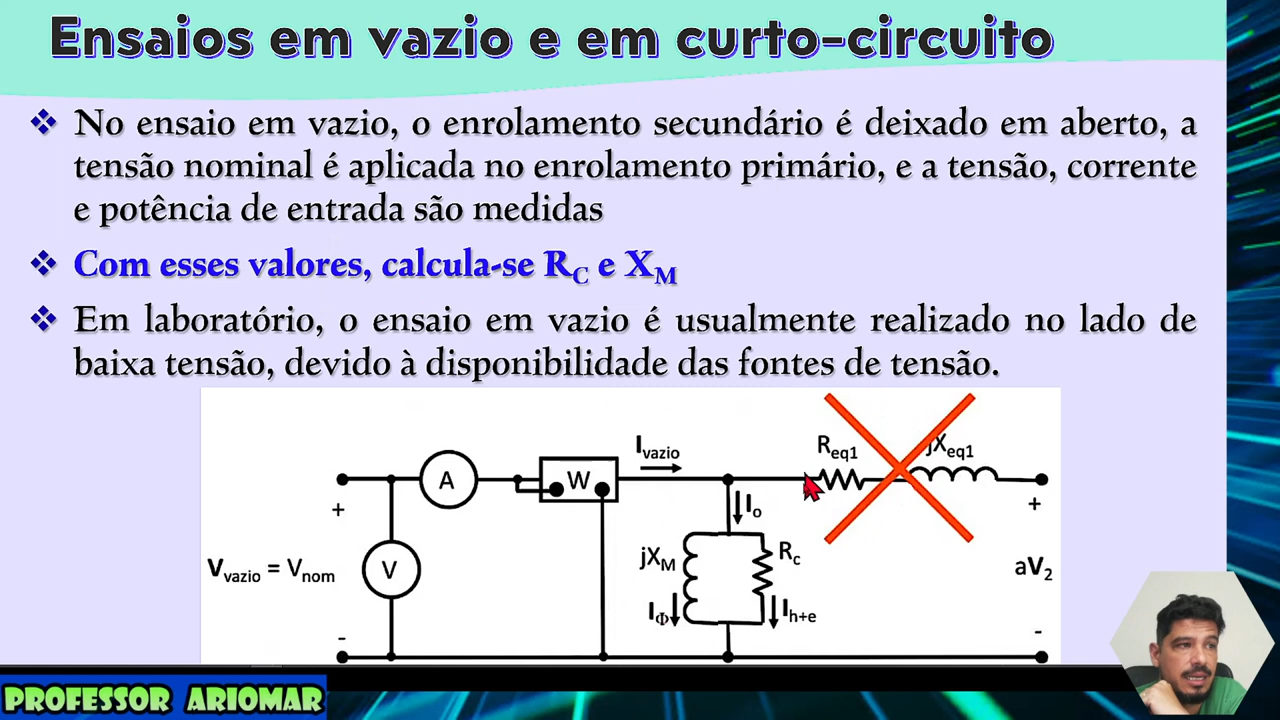 Ensaios em vazio e em curto-circuito
❖ No ensaio em vazio, o enrolamento secundário é deixado em aberto, a
tensão nominal é aplicada no enrolamento primário, e a tensão, corrente
e potência de entrada são medidas
❖ Com esses valores, calcula-se RC e XM
❖ Em laboratório, o ensaio em vazio é usualmente realizado no lado de
baixa tensão, devido à disponibilidade das fontes de tensão.
Ivazio
Req1
jXeq1
A
W
+
Io
+
jXM
Rc
Vvazio = Vnom
V
aV2
IΦ
Ih+e
-
-
PROFESSOR ARIOMAR